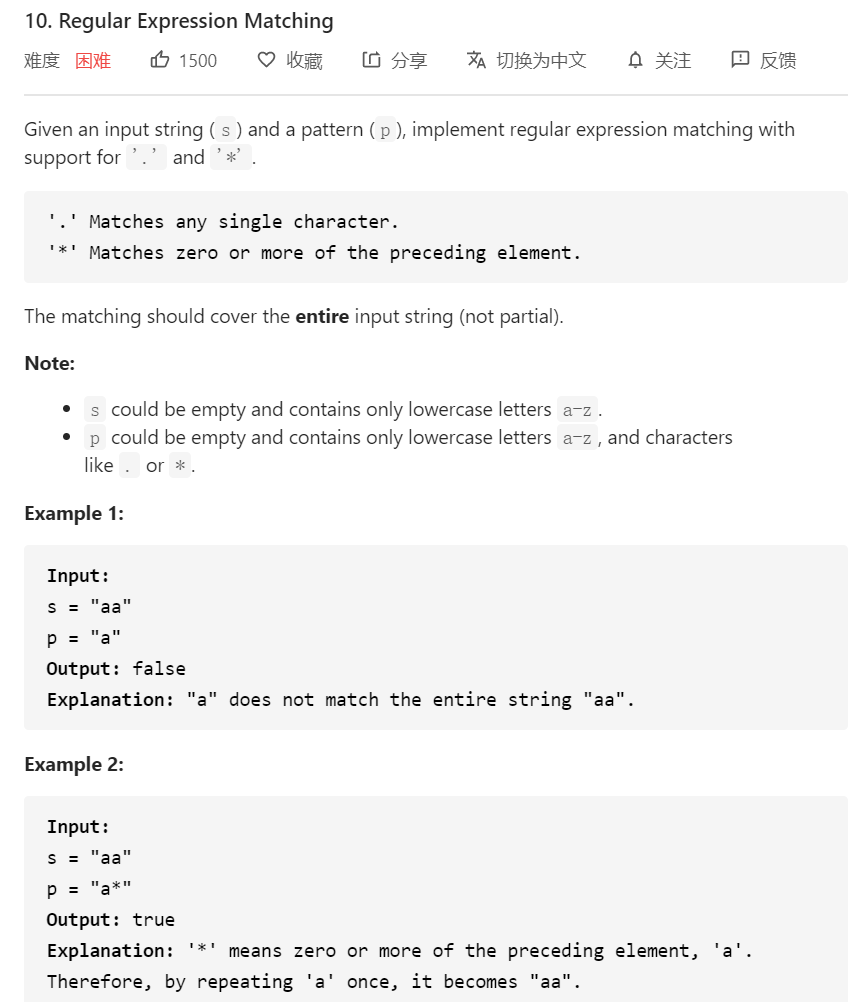 10. Regular Expression Matching
难度 困难 1500 收藏 分享 切换为中文 关注 反馈
Given an input string (s) and a pattern (p), implement regular expression matching with
support for '.' and '*'.
'.' Matches any single character.
'*' Matches zero or more of the preceding element.
The matching should cover the entire input string (not partial).
Note:
• s could be empty and contains only lowercase letters a-z.
• p could be empty and contains only lowercase letters a-z, and characters
like . or *.
Example 1:
Input:
s = "aa"
p = "a"
Output: false
Explanation: "a" does not match the entire string "aa".
Example 2:
Input:
s = "aa"
p = "a*"
Output: true
Explanation: '*' means zero or more of the preceding element, 'a'.
Therefore, by repeating 'a' once, it becomes "aa".